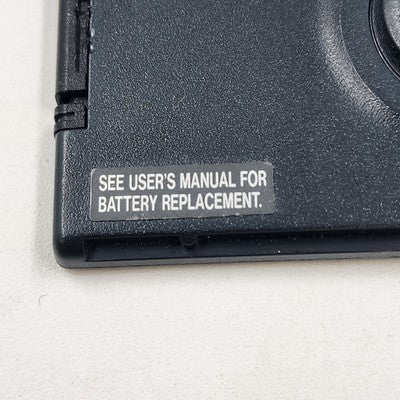 SEE USER'S MANUAL FOR
BATTERY REPLACEMENT.